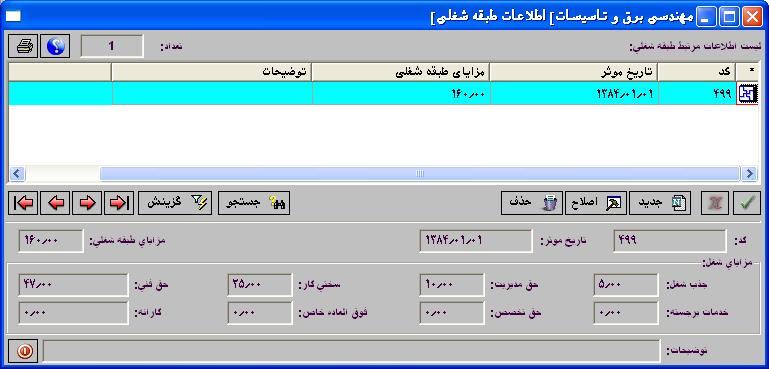 مهندسی برق و تاسیسات] اطلاعات طبقه شغلی[
لیست اطلاعات مرتبط طبقه شغلی: تعداد: 1
* کد تاریخ موثر مزایای طبقه شغلی توضیحات
۴۹۹ ۱۳۸۴/۰۱/۰۱ ۱۶۰/۰۰
جدید اصلاح حذف جستجو گزینش
کد: ۴۹۹ تاریخ موثر: ۱۳۸۴/۰۱/۰۱ مزایای طبقه شغلی: ۱۶۰/۰۰
مزایای شغل:
جذب شغل: ۵/۰۰ حق مدیریت: ۱۰/۰۰ سختی کار: ۲۵/۰۰ حق فنی: ۴۷/۰۰
خدمات برجسته: ۰/۰۰ حق تخصص: ۰/۰۰ فوق العاده خاص: ۰/۰۰ کارانه: ۰/۰۰
توضیحات: